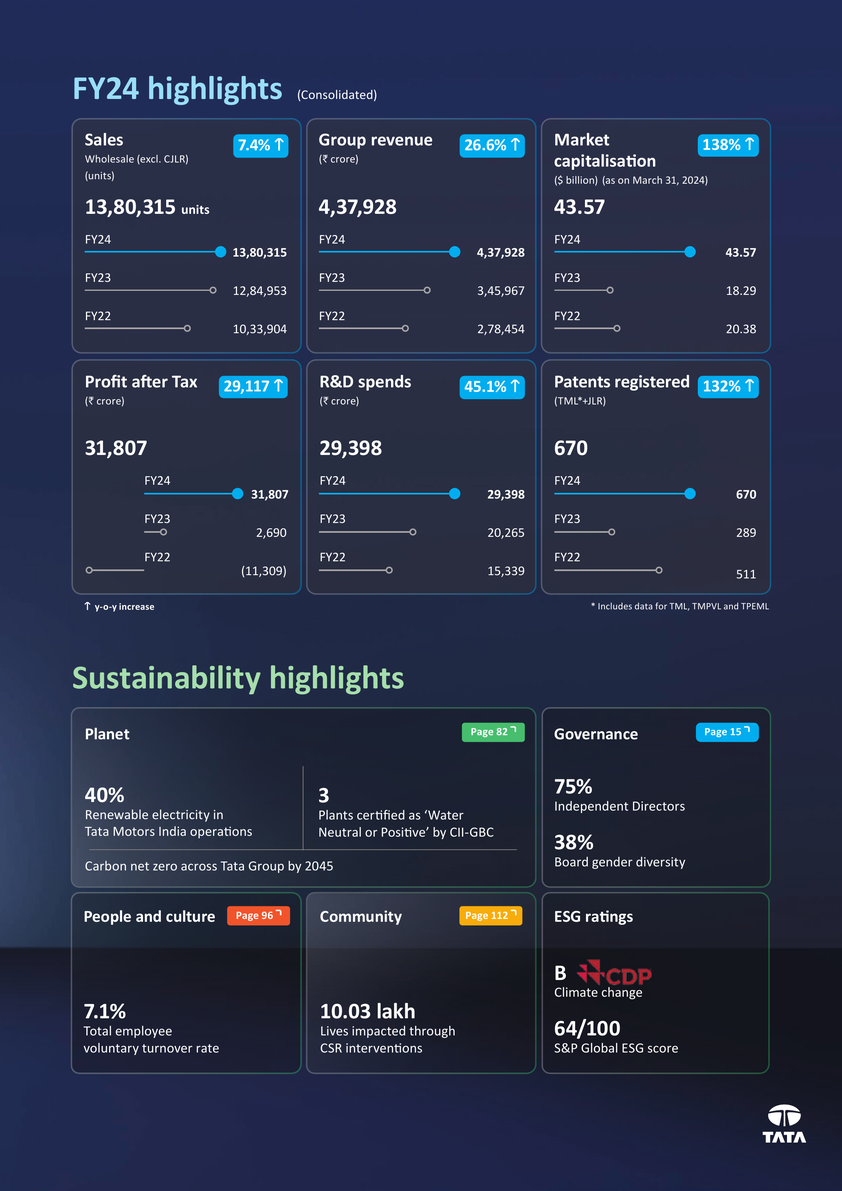 FY24 highlights (Consolidated)
Sales
7.4% ↑
Wholesale (excl. CJLR)
(units)
13,80,315 units
FY24
13,80,315
FY23
12,84,953
FY22
10,33,904
Group revenue
26.6% ↑
(₹ crore)
4,37,928
FY24
4,37,928
FY23
3,45,967
FY22
2,78,454
Market
capitalisation
138% ↑
($ billion) (as on March 31, 2024)
43.57
FY24
43.57
FY23
18.29
FY22
20.38
Profit after Tax
29,117 ↑
(₹ crore)
31,807
FY24
31,807
FY23
2,690
FY22
(11,309)
R&D spends
45.1% ↑
(₹ crore)
29,398
FY24
29,398
FY23
20,265
FY22
15,339
Patents registered
132% ↑
(TML*+JLR)
670
FY24
670
FY23
289
FY22
511
↑ y-o-y increase
* Includes data for TML, TMPVL and TPEML
Sustainability highlights
Planet
Page 82
40%
Renewable electricity in
Tata Motors India operations
3
Plants certified as ‘Water
Neutral or Positive’ by CII-GBC
Carbon net zero across Tata Group by 2045
Governance
Page 15
75%
Independent Directors
38%
Board gender diversity
People and culture
Page 96
7.1%
Total employee
voluntary turnover rate
Community
Page 112
10.03 lakh
Lives impacted through
CSR interventions
ESG ratings
B CDP
Climate change
64/100
S&P Global ESG score
TATA